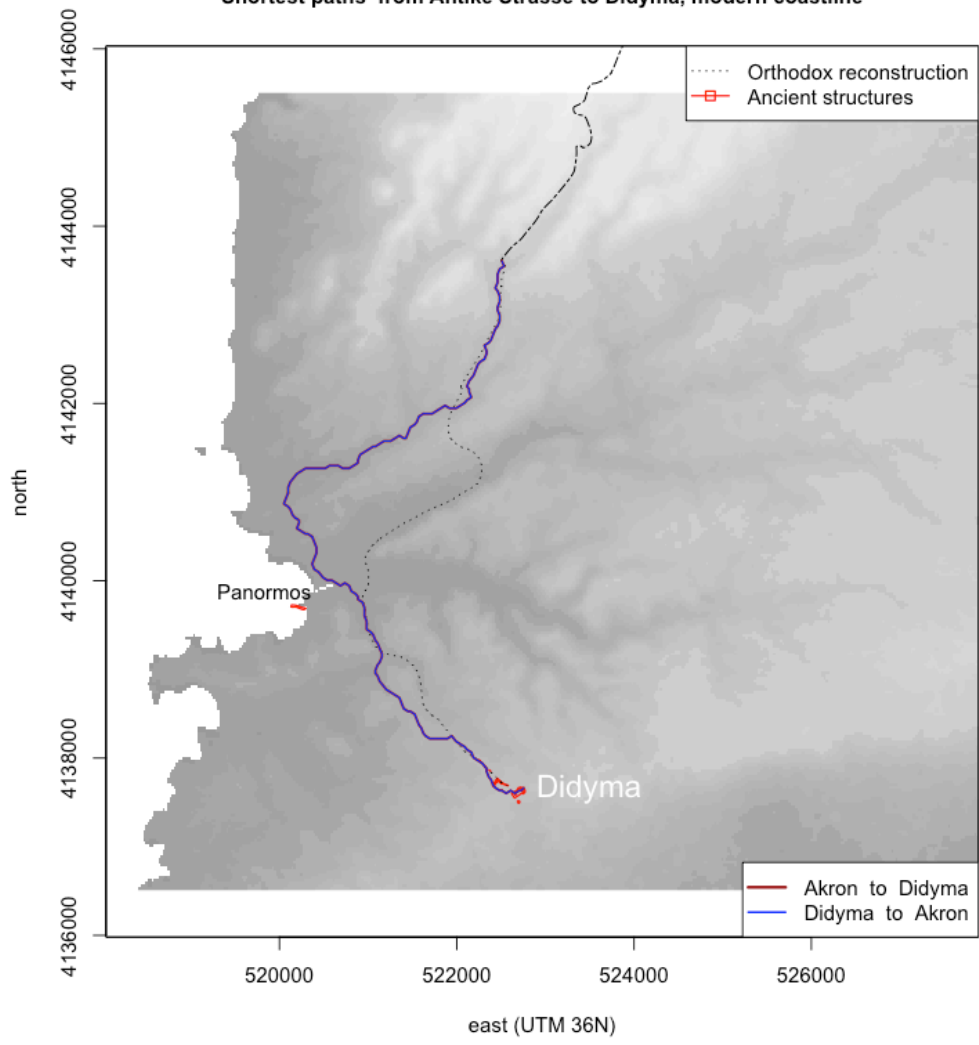 Shortest paths from Antike Strasse to Didyma, modern coastline
Orthodox reconstruction
Ancient structures
4146000
4144000
4142000
4140000
4138000
4136000
north
Panormos
Didyma
Akron to Didyma
Didyma to Akron
520000 522000 524000 526000
east (UTM 36N)